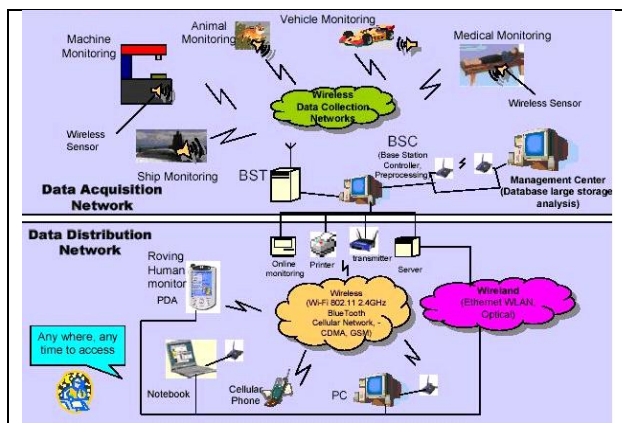 Machine
Monitoring
Animal
Monitoring
Vehicle Monitoring
Medical Monitoring
Wireless
Data Collection
Networks
Wireless Sensor
Wireless
Sensor
Ship Monitoring
BST
BSC
(Base Station
Controller,
Preprocessing)
Management Center
(Database large storage,
analysis)
Data Acquisition
Network
Data Distribution
Network
Online
monitoring
Printer
transmitter
Server
Roving
Human
monitor
PDA
Wireless
(Wi-Fi 802.11 2.4GHz
BlueTooth
Cellular Network, -
CDMA, GSM)
Wireland
(Ethernet WLAN,
Optical)
Any where, any
time to access
Notebook
Cellular
Phone
PC